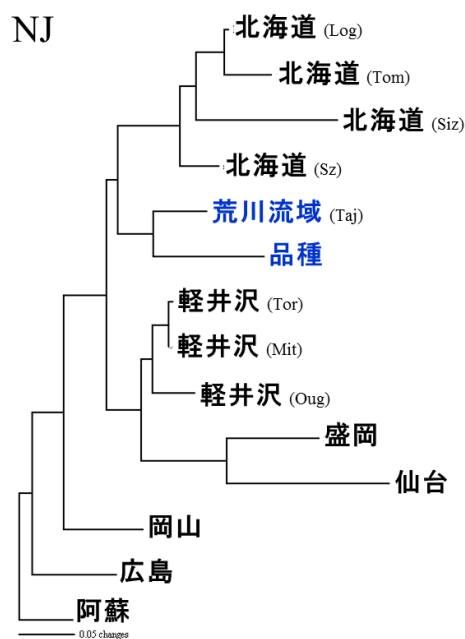 NJ
北海道 (Log)
北海道 (Tom)
北海道 (Siz)
北海道 (Sz)
荒川流域 (Taj)
品種
軽井沢 (Tor)
軽井沢 (Mit)
軽井沢 (Oug)
盛岡
仙台
岡山
広島
阿蘇
0.05 changes